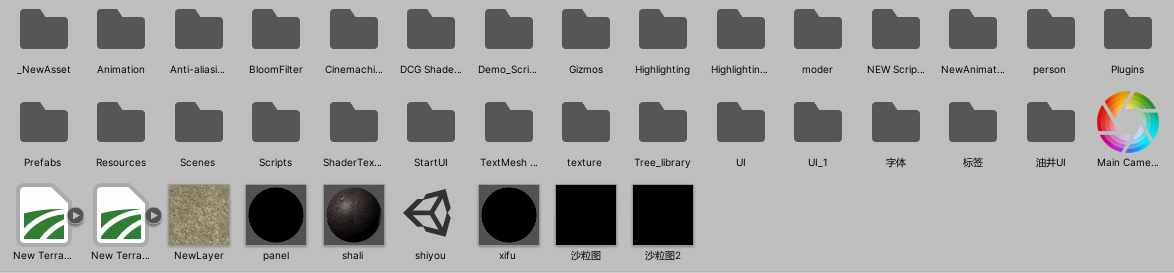 _NewAsset Animation Anti-aliasi... BloomFilter Cinemachi... DCG Shade... Demo_Scri... Gizmos Highlighting Highlightin... moder NEW Scrip... NewAnimat... person Plugins
Prefabs Resources Scenes Scripts ShaderTex... StartUI TextMesh ... texture Tree_library UI UI_1 字体 标签 油井UI Main Came...
New Terra... New Terra... NewLayer panel shali shiyou xifu 沙粒图 沙粒图2